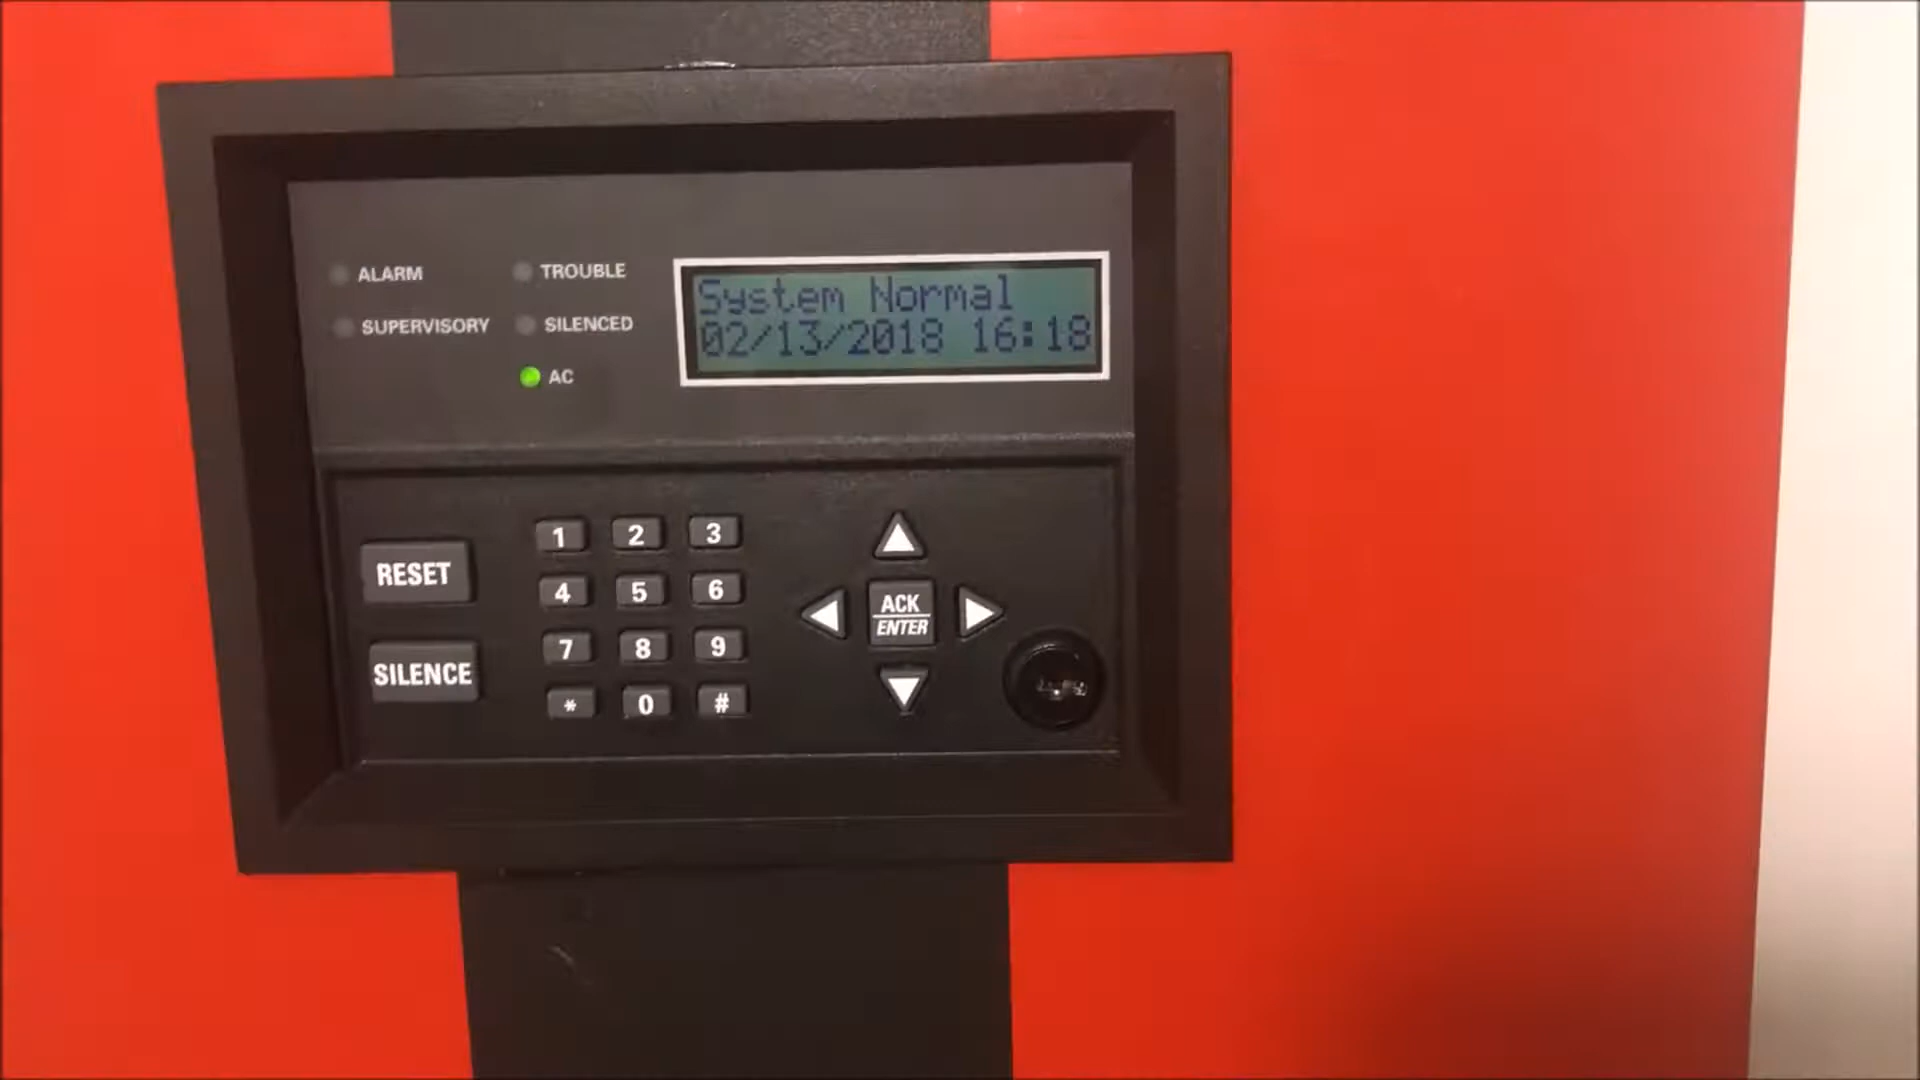 ALARM
TROUBLE
SUPERVISORY
SILENCED
AC
System Normal
02/13/2018 16:18
RESET
SILENCE
1 2 3
4 5 6
7 8 9
* 0 #
ACK
ENTER